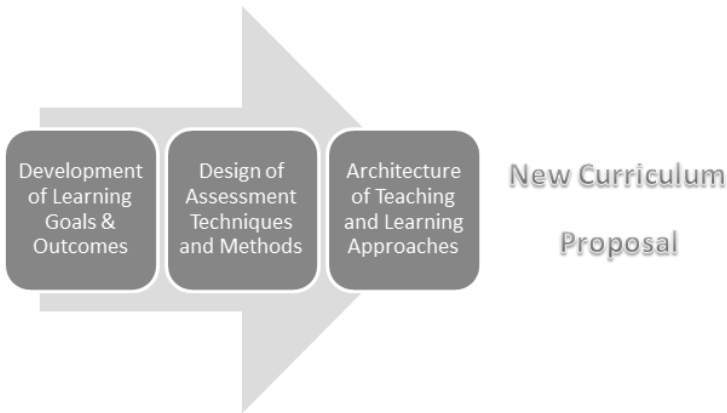 Development
of Learning
Goals &
Outcomes
Design of
Assessment
Techniques
and Methods
Architecture
of Teaching
and Learning
Approaches
New Curriculum
Proposal